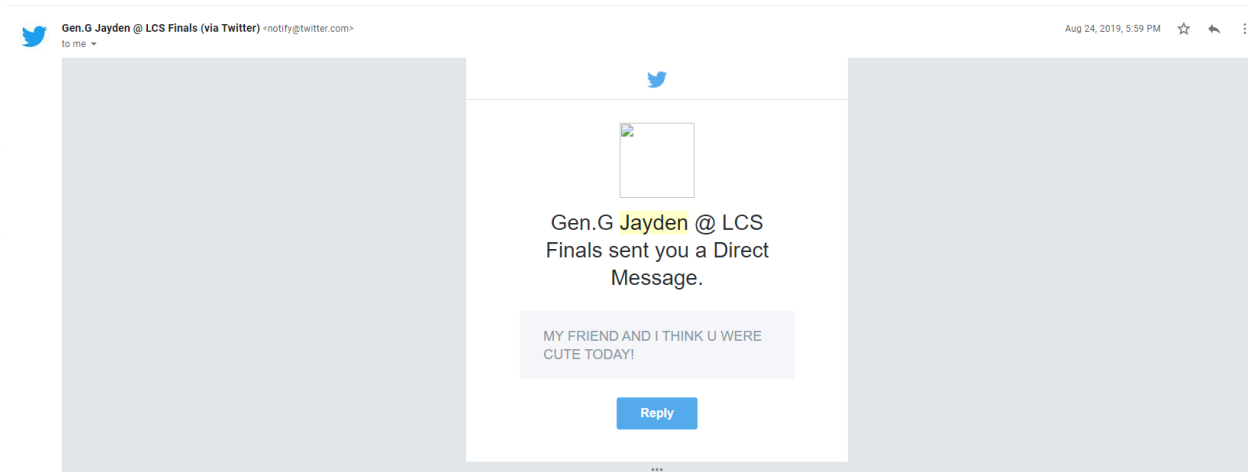 Gen.G Jayden @ LCS Finals (via Twitter) <notify@twitter.com>
Aug 24, 2019, 5:59 PM
to me
Gen.G Jayden @ LCS
Finals sent you a Direct
Message.
MY FRIEND AND I THINK U WERE
CUTE TODAY!
Reply